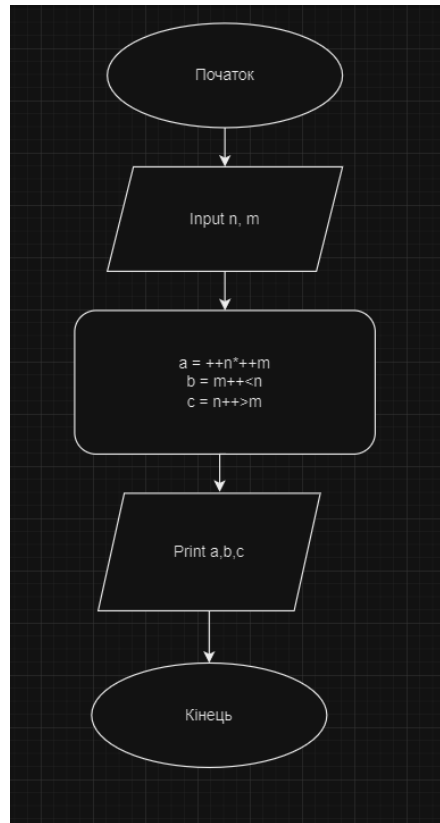 Початок
Input n, m
a = ++n*++m
b = m++<n
c = n++>m
Print a,b,c
Кінець